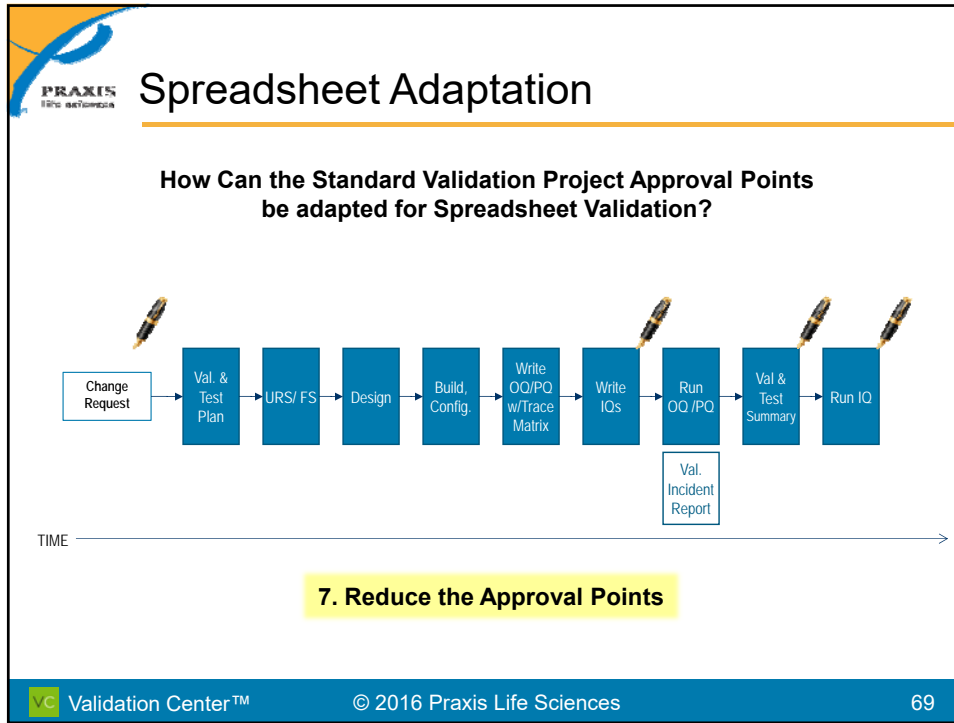 PRAXIS
life sciences
Spreadsheet Adaptation
How Can the Standard Validation Project Approval Points
be adapted for Spreadsheet Validation?
Change
Request
Val. &
Test
Plan
URS/ FS
Design
Build,
Config.
Write
OQ/PQ
w/Trace
Matrix
Write
IQs
Run
OQ /PQ
Val &
Test
Summary
Run IQ
Val.
Incident
Report
TIME
7. Reduce the Approval Points
VC Validation Center™ © 2016 Praxis Life Sciences 69